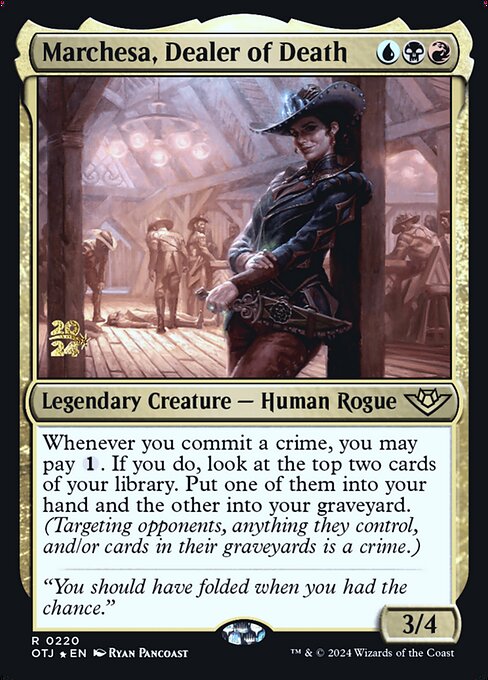 Marchesa, Dealer of Death
Legendary Creature — Human Rogue
2024
Whenever you commit a crime, you may
pay 1. If you do, look at the top two cards
of your library. Put one of them into your
hand and the other into your graveyard.
(Targeting opponents, anything they control,
and/or cards in their graveyards is a crime.)
“You should have folded when you had the
chance.”
3/4
R 0220
OTJ ★ EN Ryan Pancoast
™ & © 2024 Wizards of the Coast